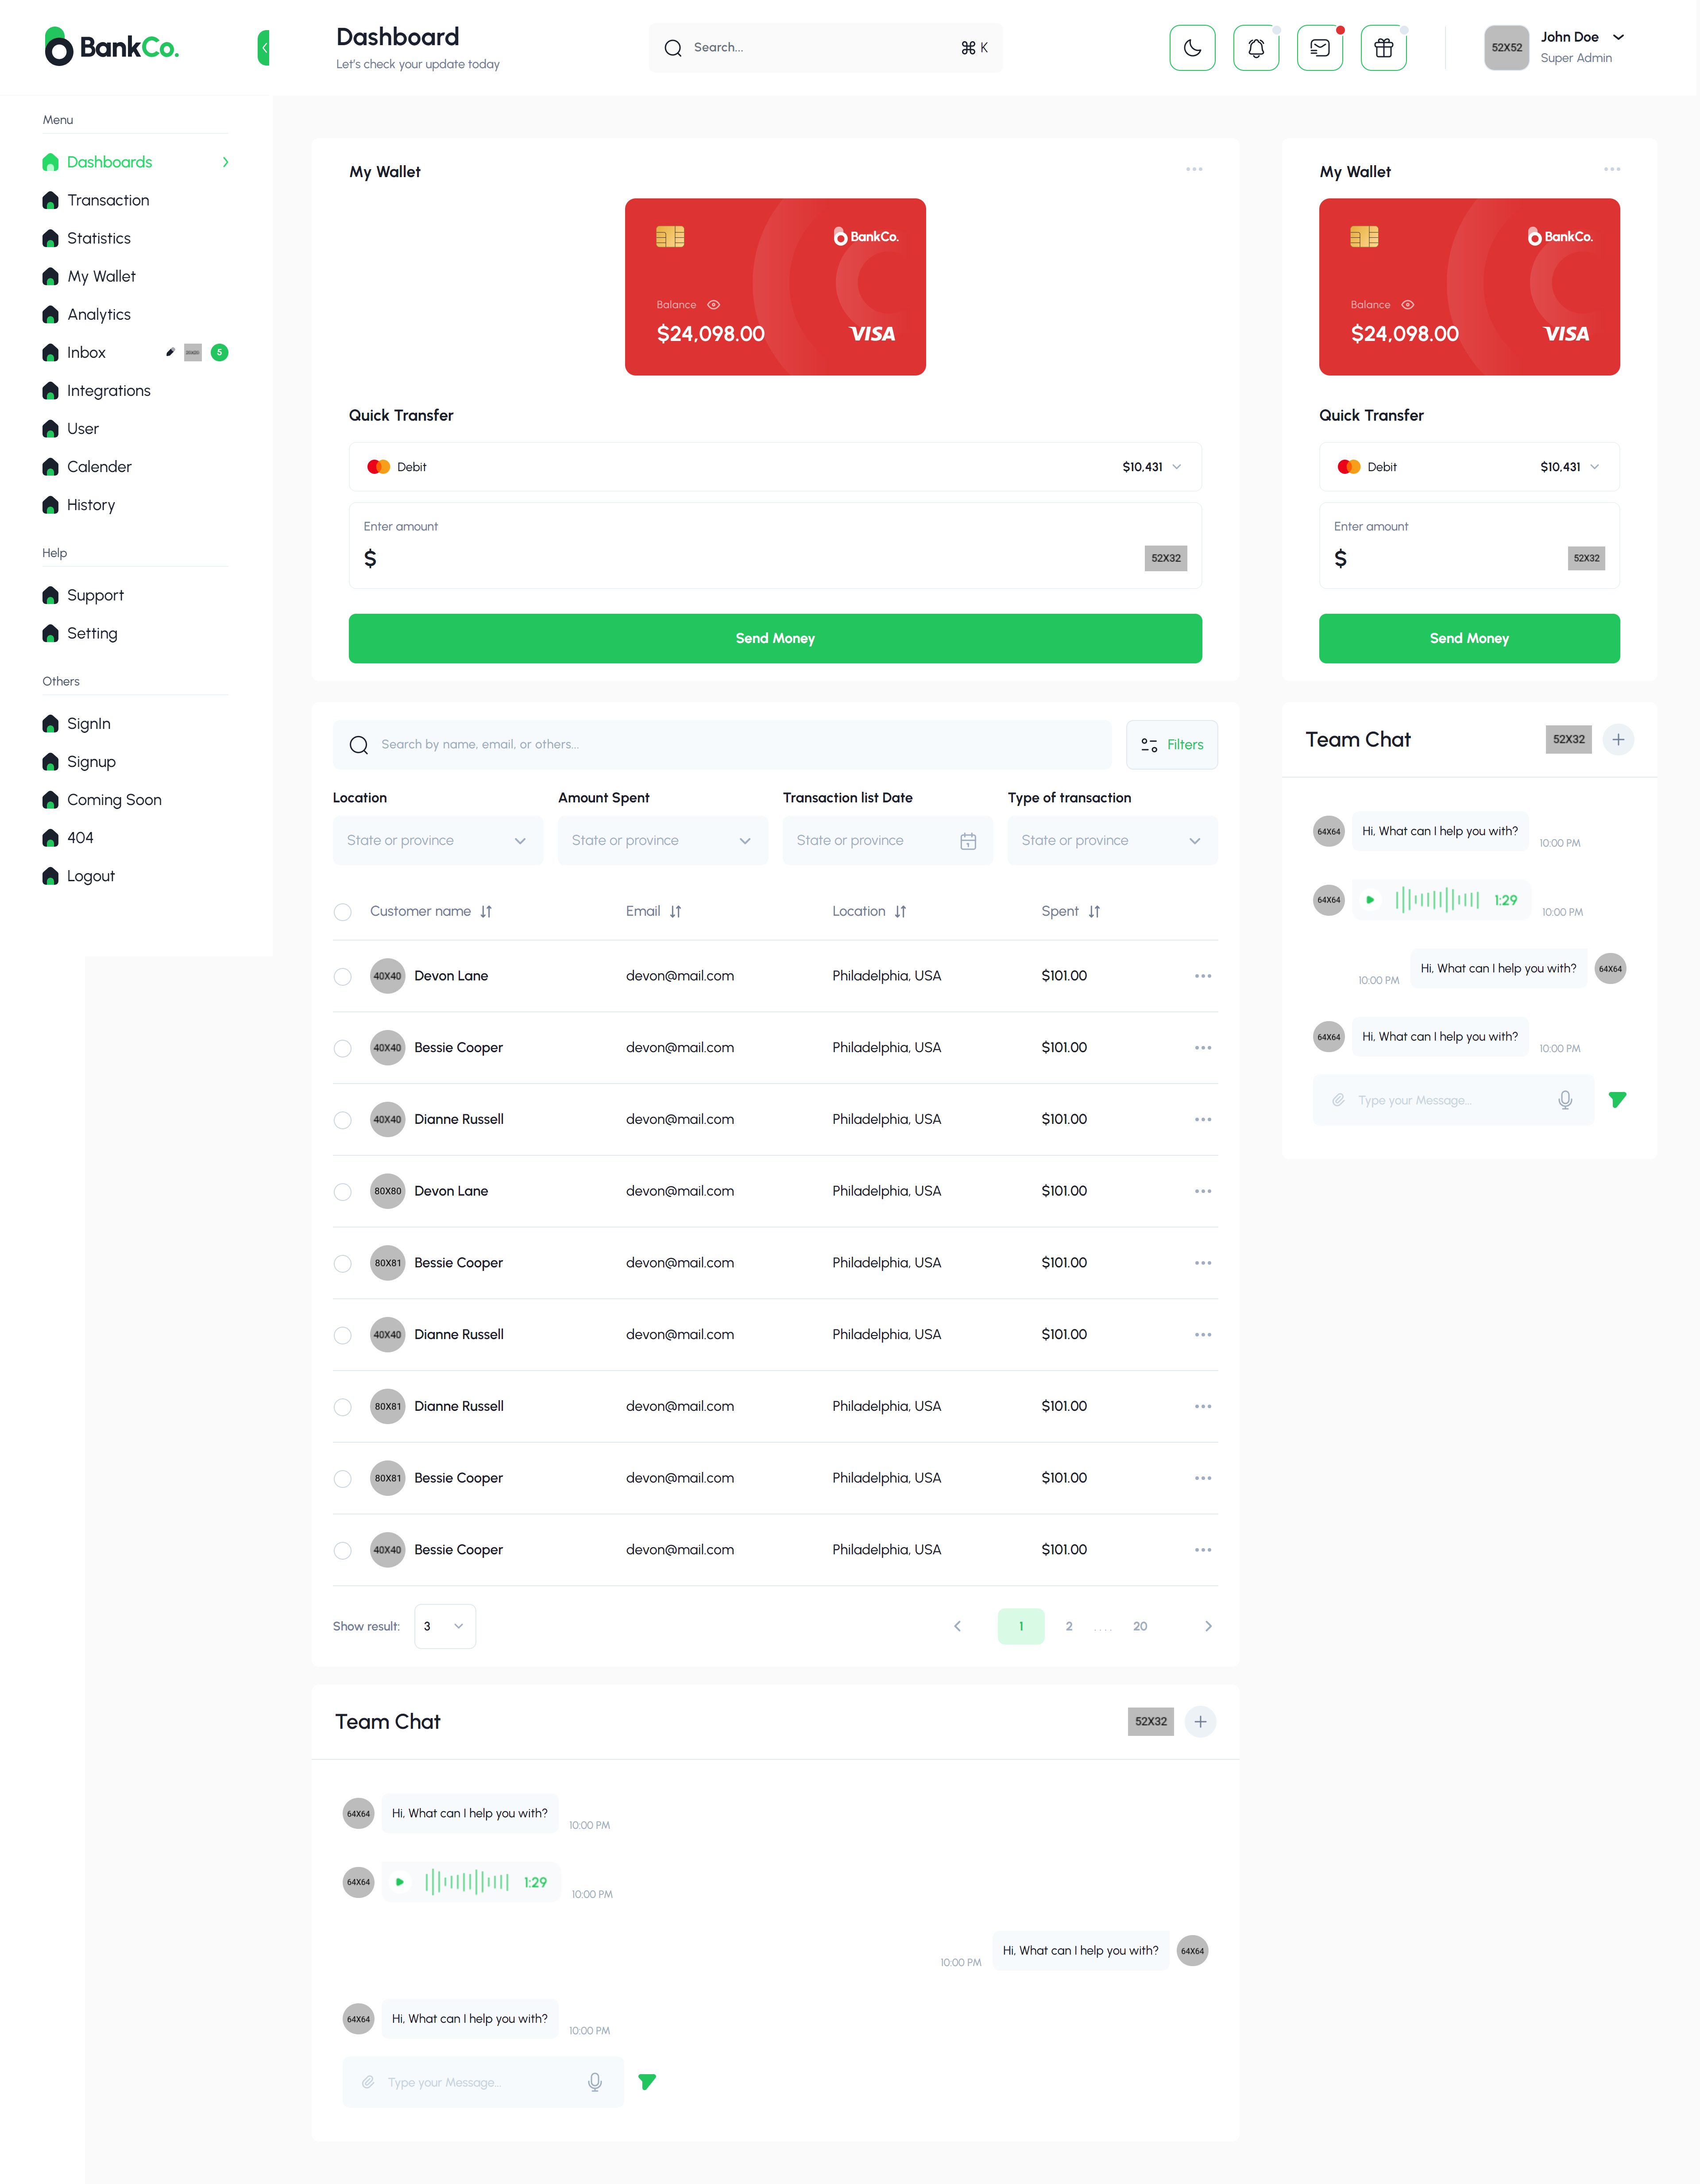 BankCo.
Dashboard
Let's check your update today
Search...
⌘ K
52X52
John Doe
Super Admin
Menu
Dashboards
Transaction
Statistics
My Wallet
Analytics
Inbox
5
Integrations
User
Calender
History
Help
Support
Setting
Others
SignIn
Signup
Coming Soon
404
Logout
My Wallet
BankCo.
Balance
$24,098.00
VISA
Quick Transfer
Debit
$10,431
Enter amount
$
52X32
Send Money
My Wallet
BankCo.
Balance
$24,098.00
VISA
Quick Transfer
Debit
$10,431
Enter amount
$
52X32
Send Money
Search by name, email, or others...
Filters
Location Amount Spent Transaction list Date Type of transaction
State or province State or province State or province State or province
Customer name Email Location Spent
40X40 Devon Lane devon@mail.com Philadelphia, USA $101.00
40X40 Bessie Cooper devon@mail.com Philadelphia, USA $101.00
40X40 Dianne Russell devon@mail.com Philadelphia, USA $101.00
80X80 Devon Lane devon@mail.com Philadelphia, USA $101.00
80X81 Bessie Cooper devon@mail.com Philadelphia, USA $101.00
40X40 Dianne Russell devon@mail.com Philadelphia, USA $101.00
80X81 Dianne Russell devon@mail.com Philadelphia, USA $101.00
80X81 Bessie Cooper devon@mail.com Philadelphia, USA $101.00
40X40 Bessie Cooper devon@mail.com Philadelphia, USA $101.00
Show result: 3
1 2 .... 20
Team Chat
52X32
64X64 Hi, What can I help you with? 10:00 PM
64X64 1:29 10:00 PM
10:00 PM Hi, What can I help you with? 64X64
64X64 Hi, What can I help you with? 10:00 PM
Type your Message...
Team Chat
52X32
64X64 Hi, What can I help you with? 10:00 PM
64X64 1:29 10:00 PM
10:00 PM Hi, What can I help you with? 64X64
64X64 Hi, What can I help you with? 10:00 PM
Type your Message...